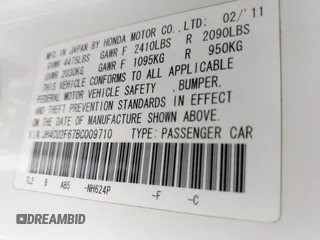 MFD. IN JAPAN BY HONDA MOTOR CO., LTD: 02/'11
GVWR 4475LBS GAWR F 2410LBS R 2090LBS
GVWR 2030KG GAWR F 1095KG R 950KG
THIS VEHICLE CONFORMS TO ALL APPLICABLE
FEDERAL MOTOR VEHICLE SAFETY, BUMPER,
AND THEFT PREVENTION STANDARDS IN EFFECT
ON THE DATE OF MANUFACTURE SHOWN ABOVE.
V.I.N. JH4CU2F67BC009710 TYPE: PASSENGER CAR
TL2 B AB5 -NH624P -F -C
DREAMBID